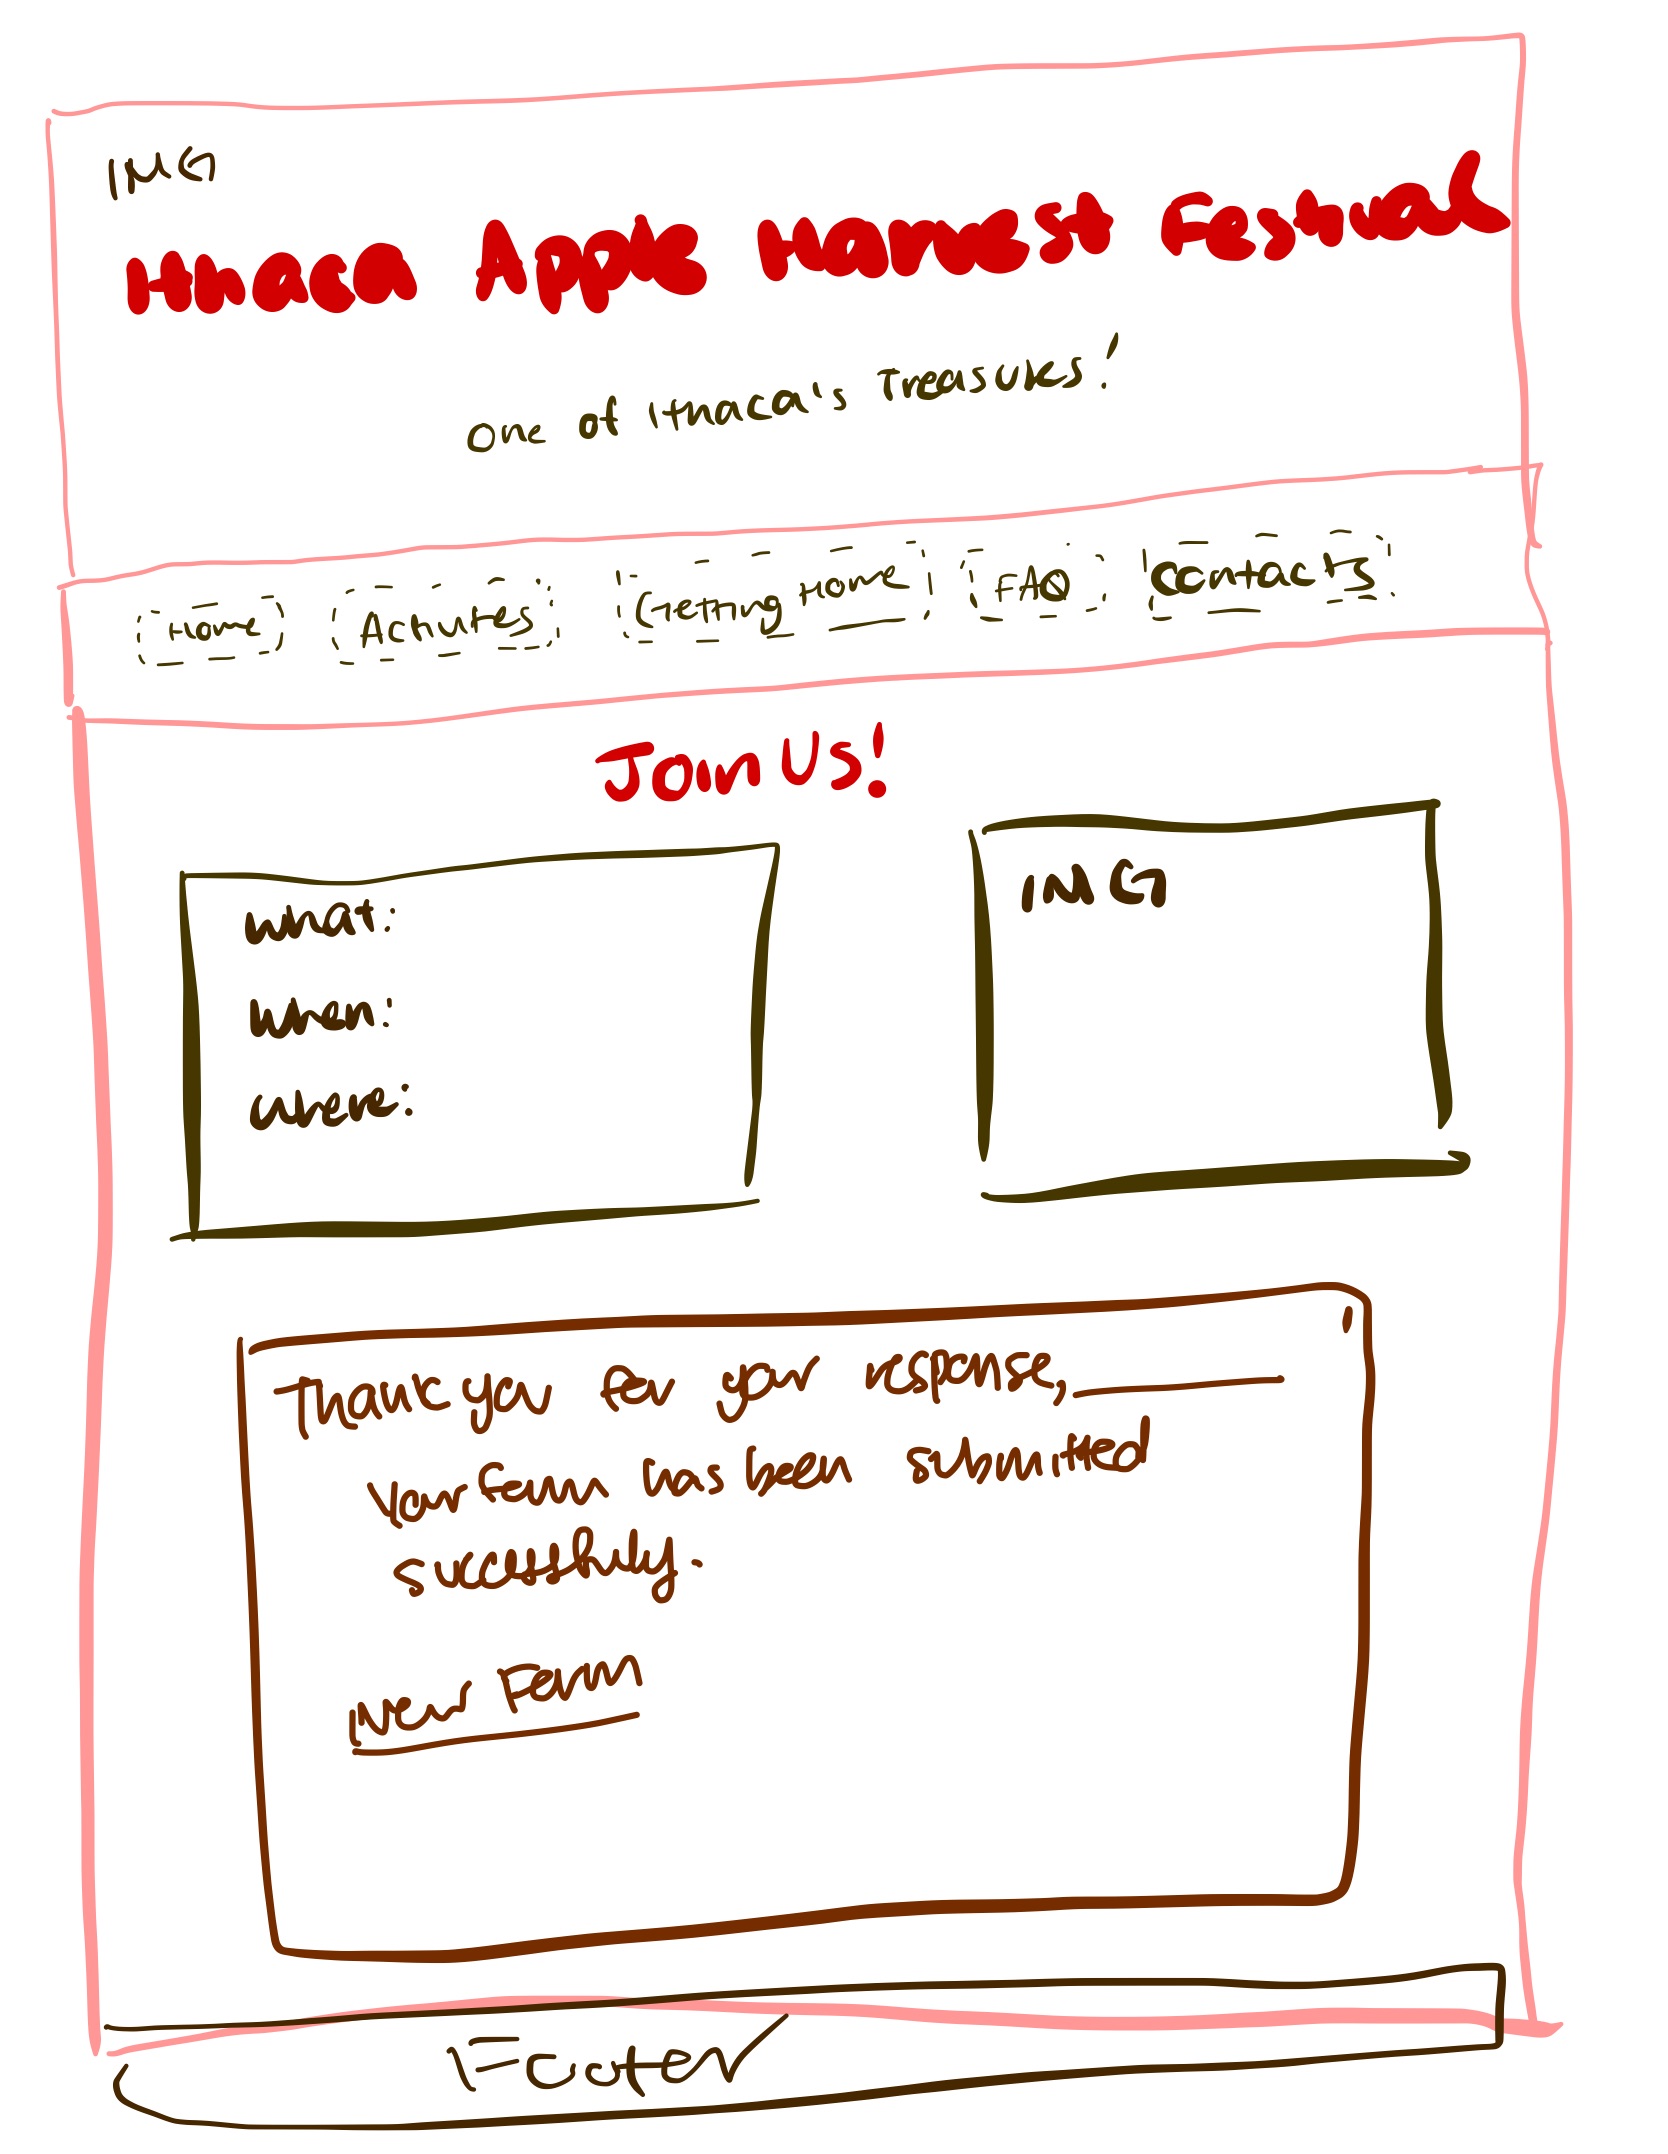 IMG
Ithaca Apple Harvest Festival
One of Ithaca's Treasures!
Home Activites Getting Home FAQ Contacts
Join Us!
What:
When:
Where:
IMG
Thank you for your response, ________
Your form has been submitted
successfully.
New Form
Footer